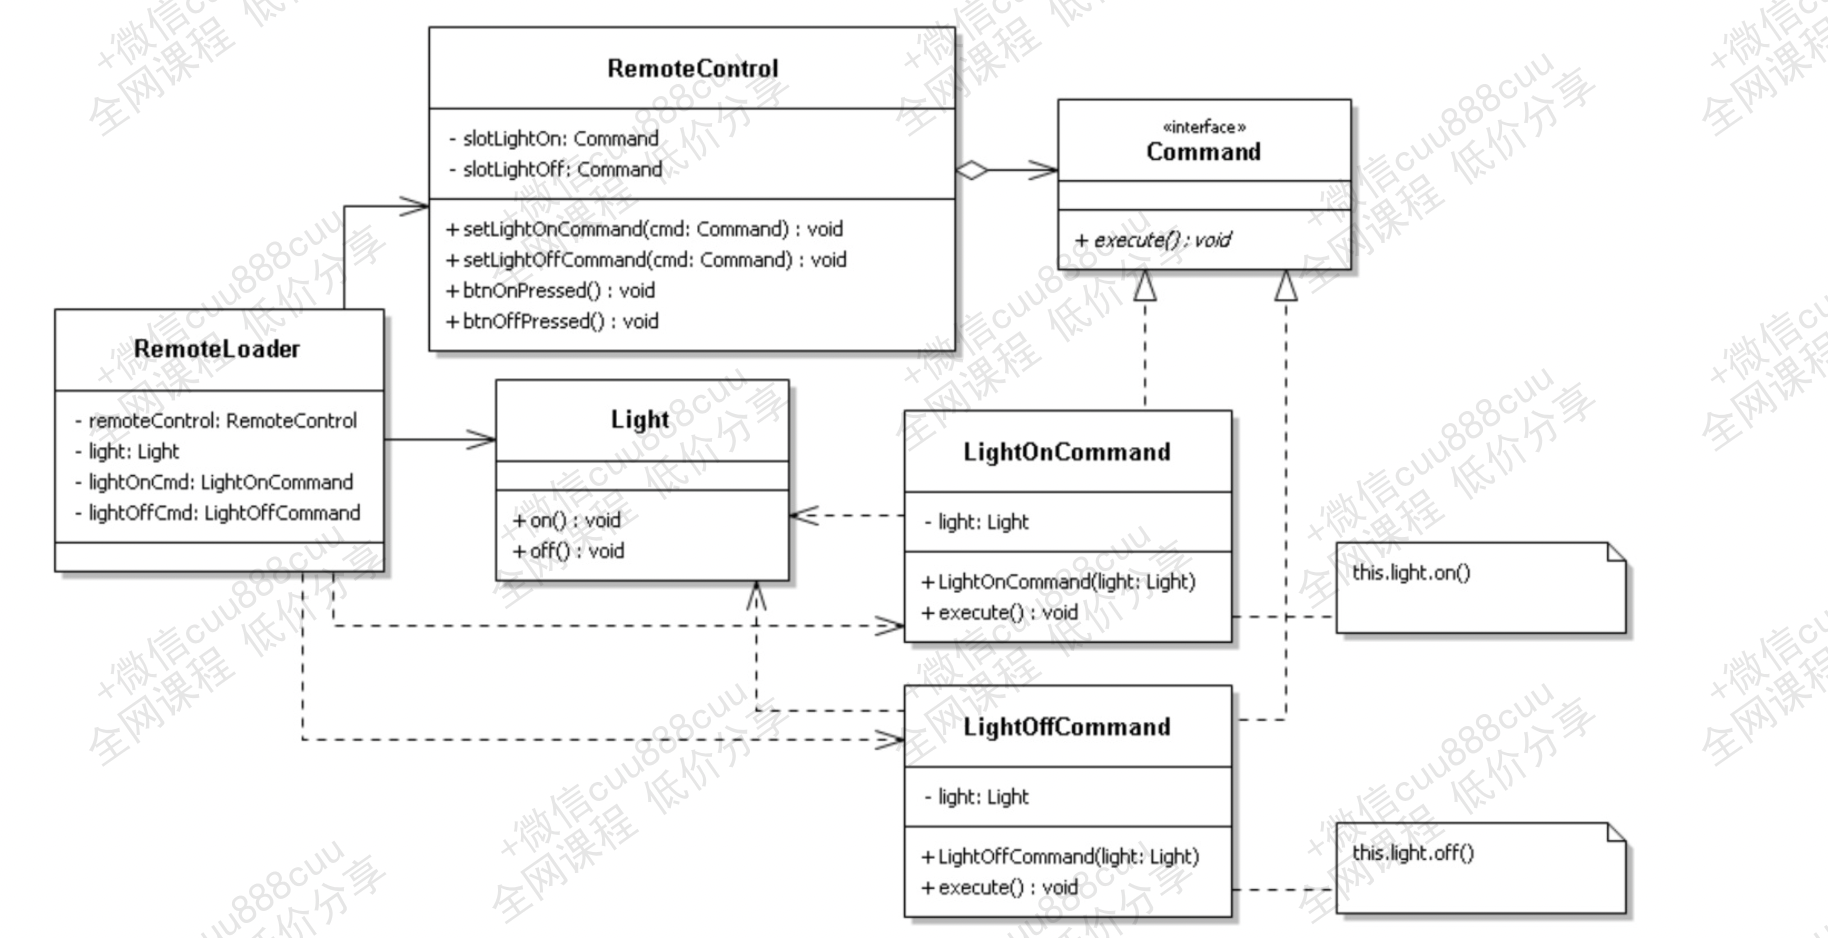 RemoteControl
- slotLightOn: Command
- slotLightOff: Command
+ setLightOnCommand(cmd: Command) : void
+ setLightOffCommand(cmd: Command) : void
+ btnOnPressed() : void
+ btnOffPressed() : void
«interface»
Command
+ execute() : void
RemoteLoader
- remoteControl: RemoteControl
- light: Light
- lightOnCmd: LightOnCommand
- lightOffCmd: LightOffCommand
Light
+ on() : void
+ off() : void
LightOnCommand
- light: Light
+ LightOnCommand(light: Light)
+ execute() : void
this.light.on()
LightOffCommand
- light: Light
+ LightOffCommand(light: Light)
+ execute() : void
this.light.off()
+微信cuu888cuu
全网课程 低价分享